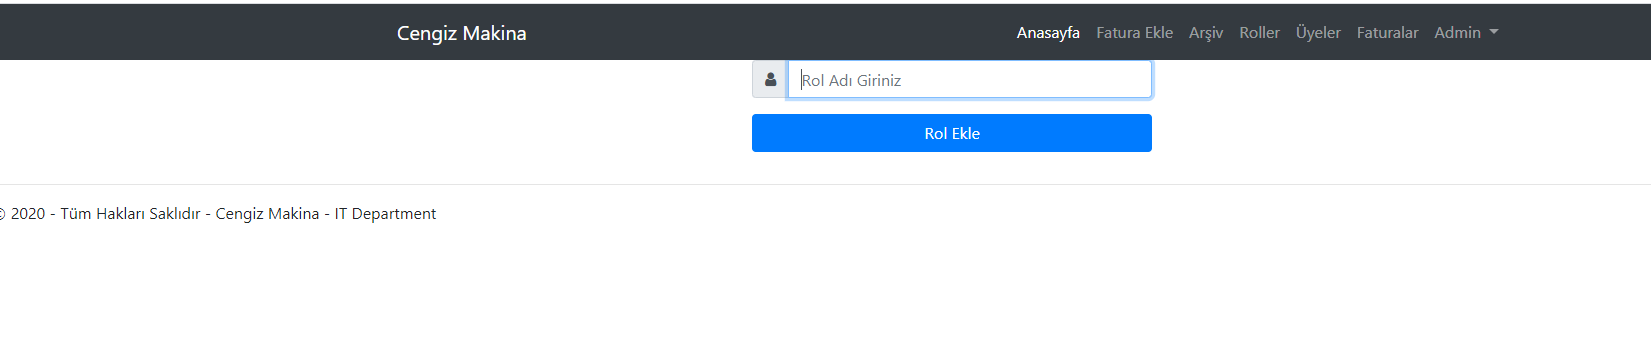 Cengiz Makina Anasayfa Fatura Ekle Arşiv Roller Üyeler Faturalar Admin
Rol Adı Giriniz
Rol Ekle
© 2020 - Tüm Hakları Saklıdır - Cengiz Makina - IT Department